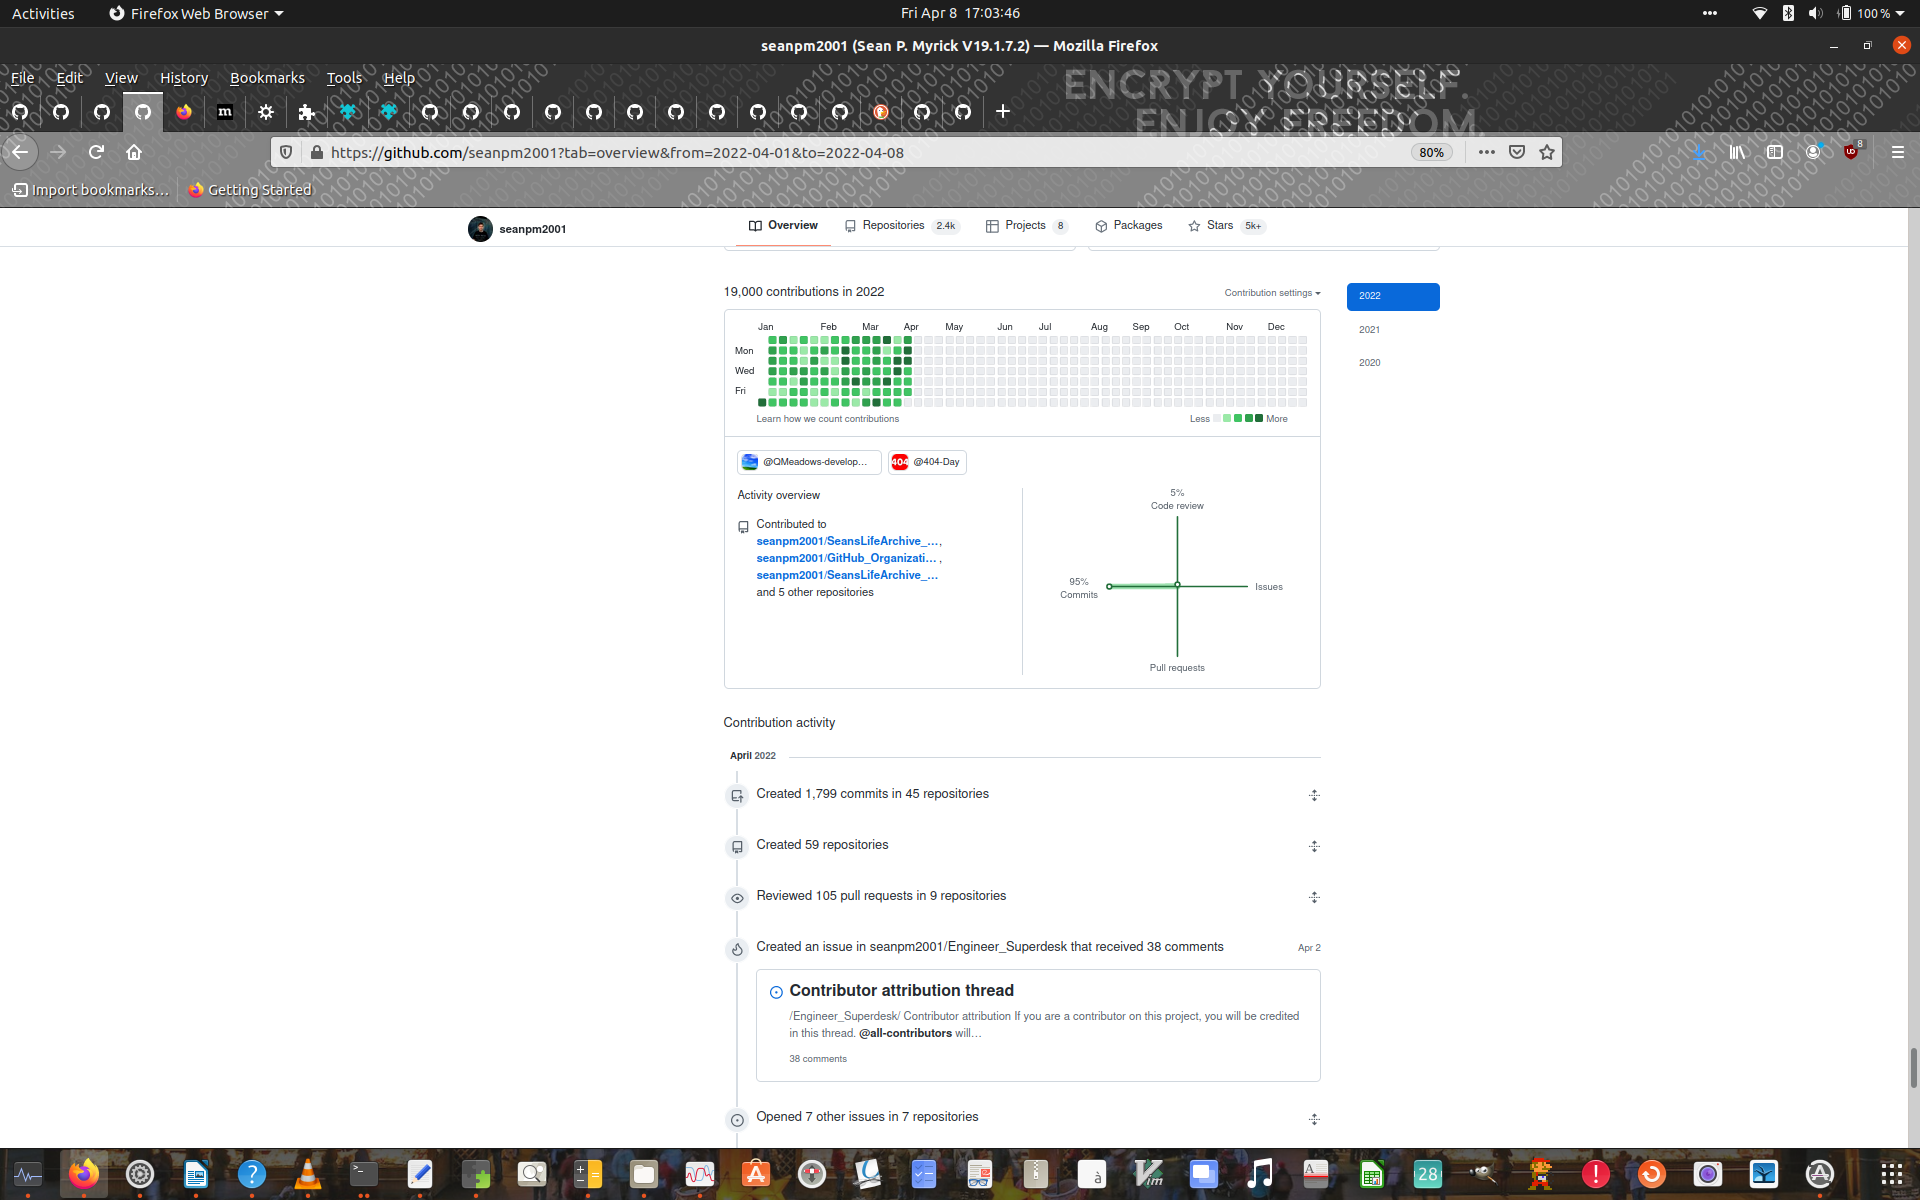 Activities
Firefox Web Browser
Fri Apr 8 17:03:46
100 %
seanpm2001 (Sean P. Myrick V19.1.7.2) — Mozilla Firefox
File Edit View History Bookmarks Tools Help
ENCRYPT YOURSELF.
ENJOY FREEDOM.
https://github.com/seanpm2001?tab=overview&from=2022-04-01&to=2022-04-08
80%
8
Import bookmarks...
Getting Started
seanpm2001
Overview
Repositories 2.4k
Projects 8
Packages
Stars 5k+
19,000 contributions in 2022
Contribution settings
2022
2021
2020
Jan Feb Mar Apr May Jun Jul Aug Sep Oct Nov Dec
Mon
Wed
Fri
Learn how we count contributions
Less More
@QMeadows-develop...
404 @404-Day
Activity overview
Contributed to
seanpm2001/SeansLifeArchive_... ,
seanpm2001/GitHub_Organizati... ,
seanpm2001/SeansLifeArchive_...
and 5 other repositories
5%
Code review
95%
Commits
Issues
Pull requests
Contribution activity
April 2022
Created 1,799 commits in 45 repositories
Created 59 repositories
Reviewed 105 pull requests in 9 repositories
Created an issue in seanpm2001/Engineer_Superdesk that received 38 comments
Apr 2
Contributor attribution thread
/Engineer_Superdesk/ Contributor attribution If you are a contributor on this project, you will be credited
in this thread. @all-contributors will...
38 comments
Opened 7 other issues in 7 repositories
28